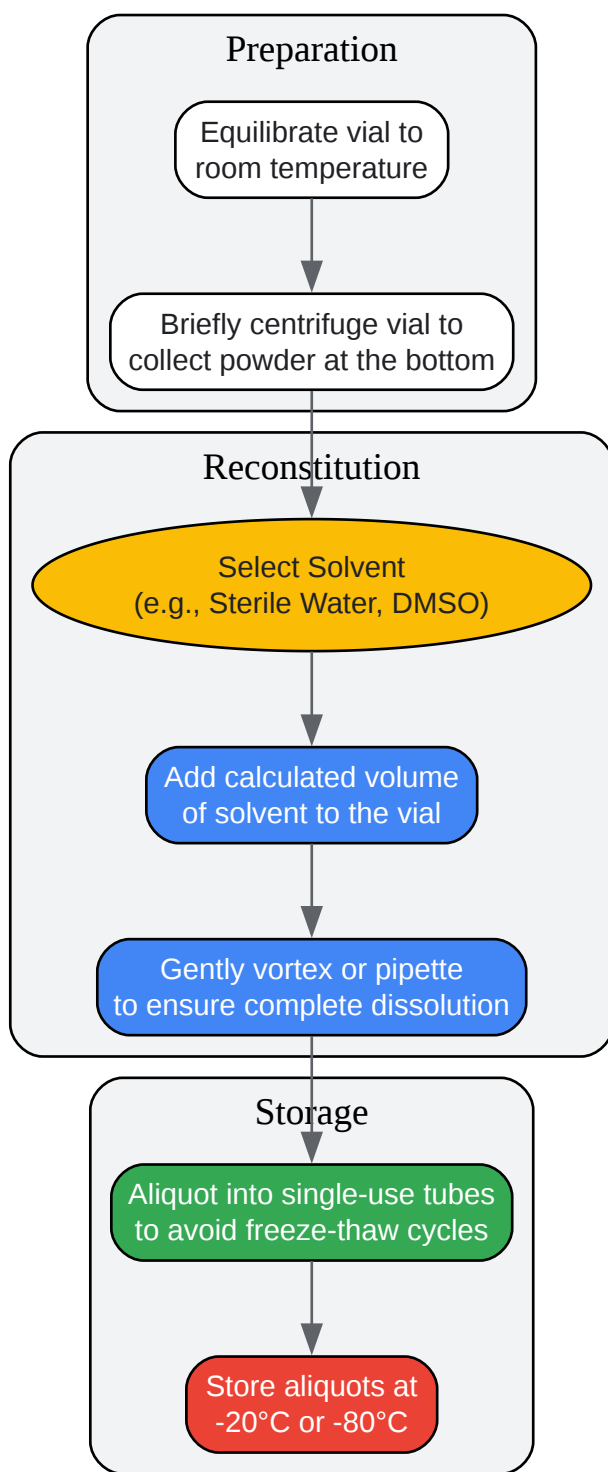 Preparation
Equilibrate vial to
room temperature
Briefly centrifuge vial to
collect powder at the bottom
Reconstitution
Select Solvent
(e.g., Sterile Water, DMSO)
Add calculated volume
of solvent to the vial
Gently vortex or pipette
to ensure complete dissolution
Storage
Aliquot into single-use tubes
to avoid freeze-thaw cycles
Store aliquots at
-20°C or -80°C